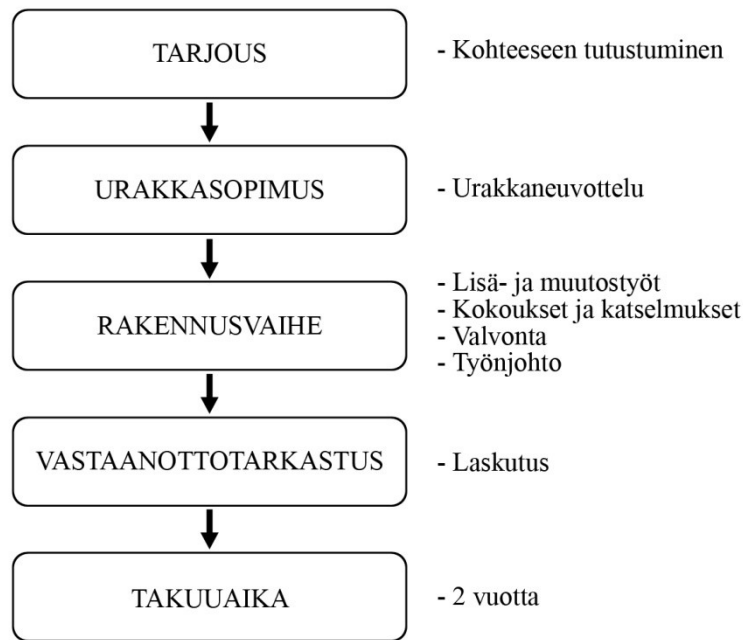 TARJOUS
- Kohteeseen tutustuminen
URAKKASOPIMUS
- Urakkaneuvottelu
RAKENNUSVAIHE
- Lisä- ja muutostyöt
- Kokoukset ja katselmukset
- Valvonta
- Työnjohto
VASTAANOTTOTARKASTUS
- Laskutus
TAKUUAIKA
- 2 vuotta